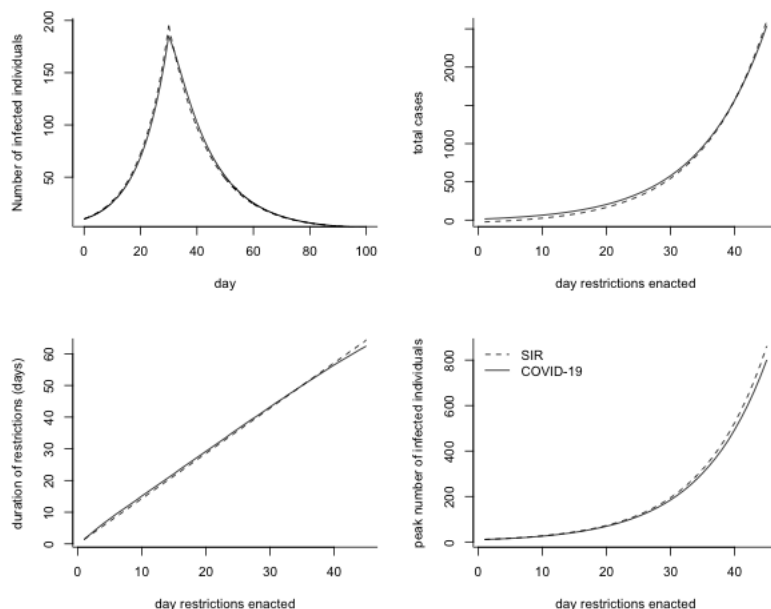 Number of infected individuals
200
150
100
50
0 20 40 60 80 100
day
total cases
2000
500
0
0 10 20 30 40
day restrictions enacted
duration of restrictions (days)
60
50
40
30
20
10
0
0 10 20 30 40
day restrictions enacted
peak number of infected individuals
800
600
400
200
0
SIR
COVID-19
0 10 20 30 40
day restrictions enacted